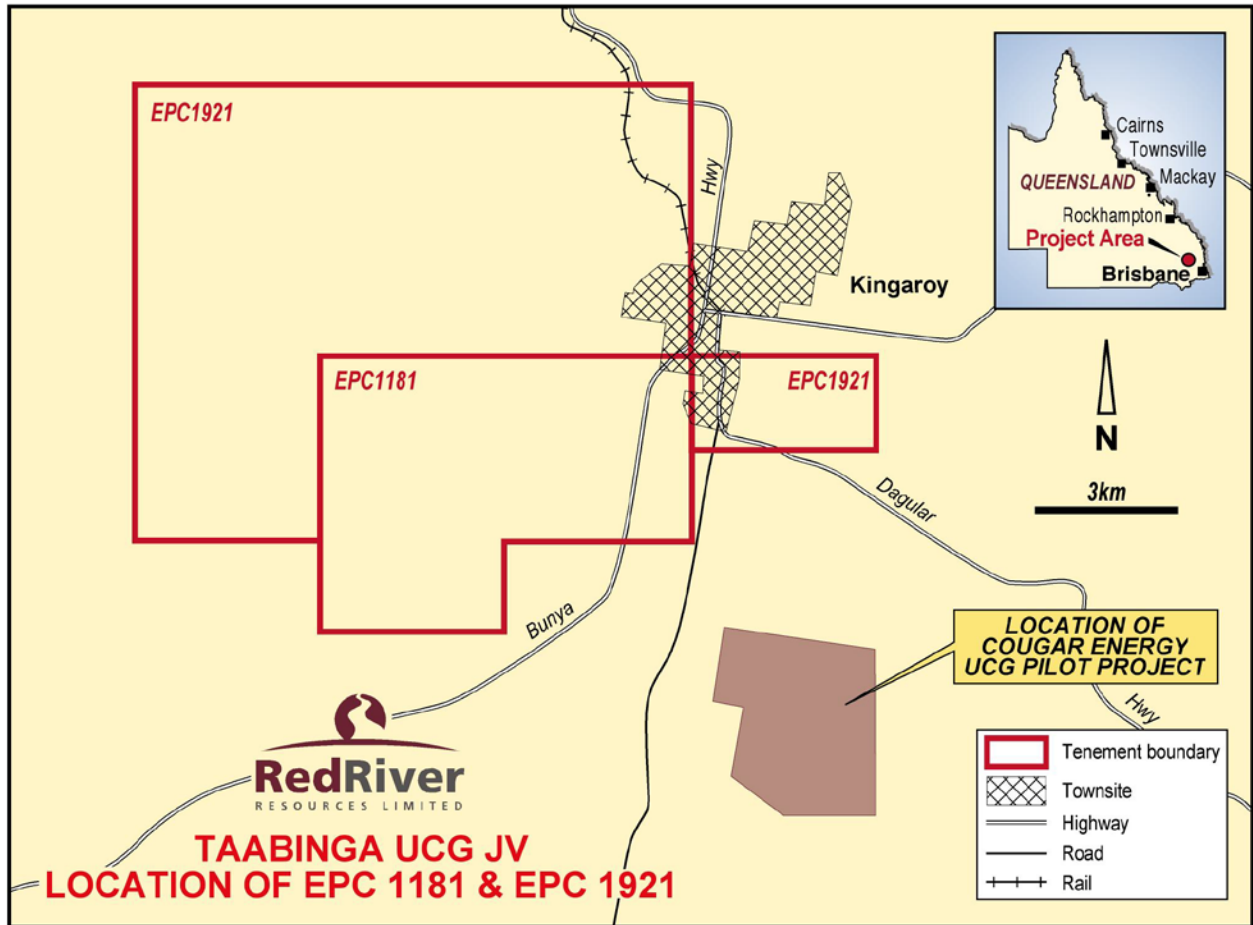 EPC1921
Hwy
Cairns
Townsville
QUEENSLAND
Mackay
Rockhampton
Project Area
Brisbane
Kingaroy
EPC1181
EPC1921
N
3km
Dagular
Bunya
LOCATION OF
COUGAR ENERGY
UCG PILOT PROJECT
Hwy
RedRiver
RESOURCES LIMITED
TAABINGA UCG JV
LOCATION OF EPC 1181 & EPC 1921
Tenement boundary
Townsite
Highway
Road
Rail